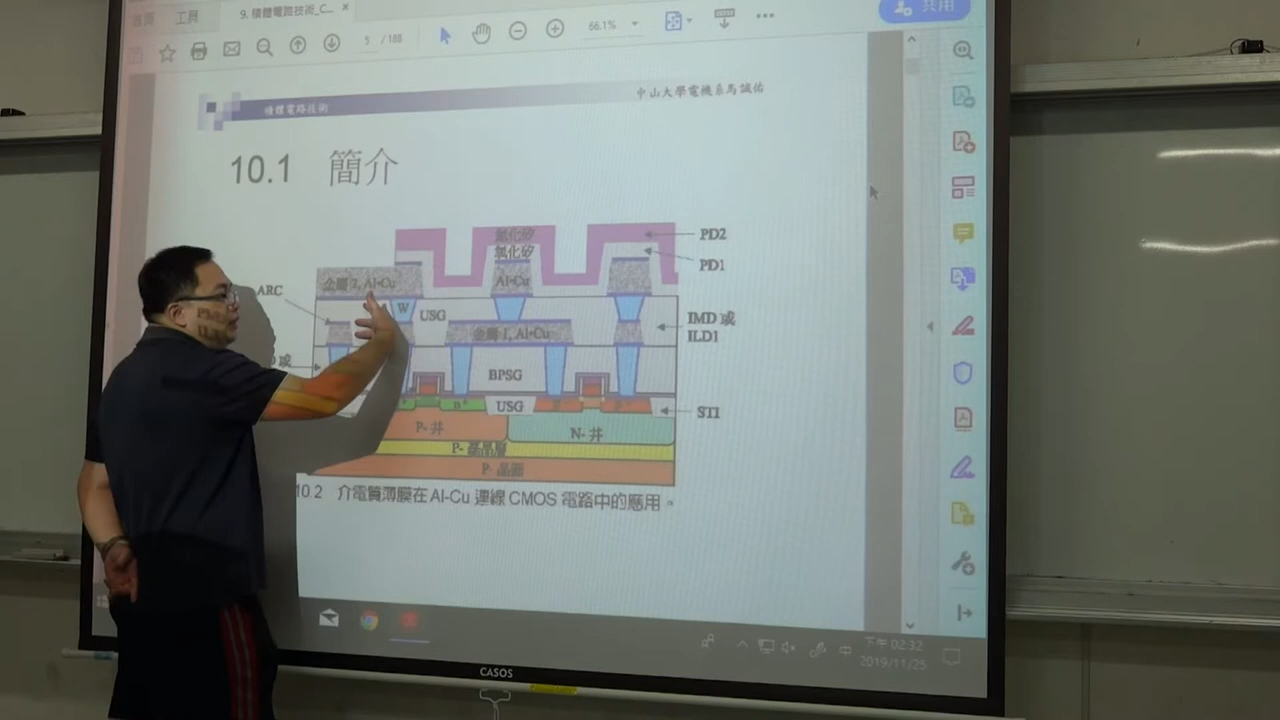 首頁 工具 9. 積體電路技術_C... ×
5 / 188 66.1% 共用
積體電路技術 中山大學電機系馬誠佑
10.1 簡介
氮化矽 PD2
氧化矽 PD1
金屬 2, Al•Cu Al•Cu
ARC W USG
金屬 1, Al•Cu IMD 或
ILD1
或
BPSG
USG STI
P- 井 N- 井
P- 磊晶層
P- 晶圓
10.2 介電質薄膜在 Al-Cu 連線 CMOS 電路中的應用。
中 下午 02:32
2019/11/25
CASOS